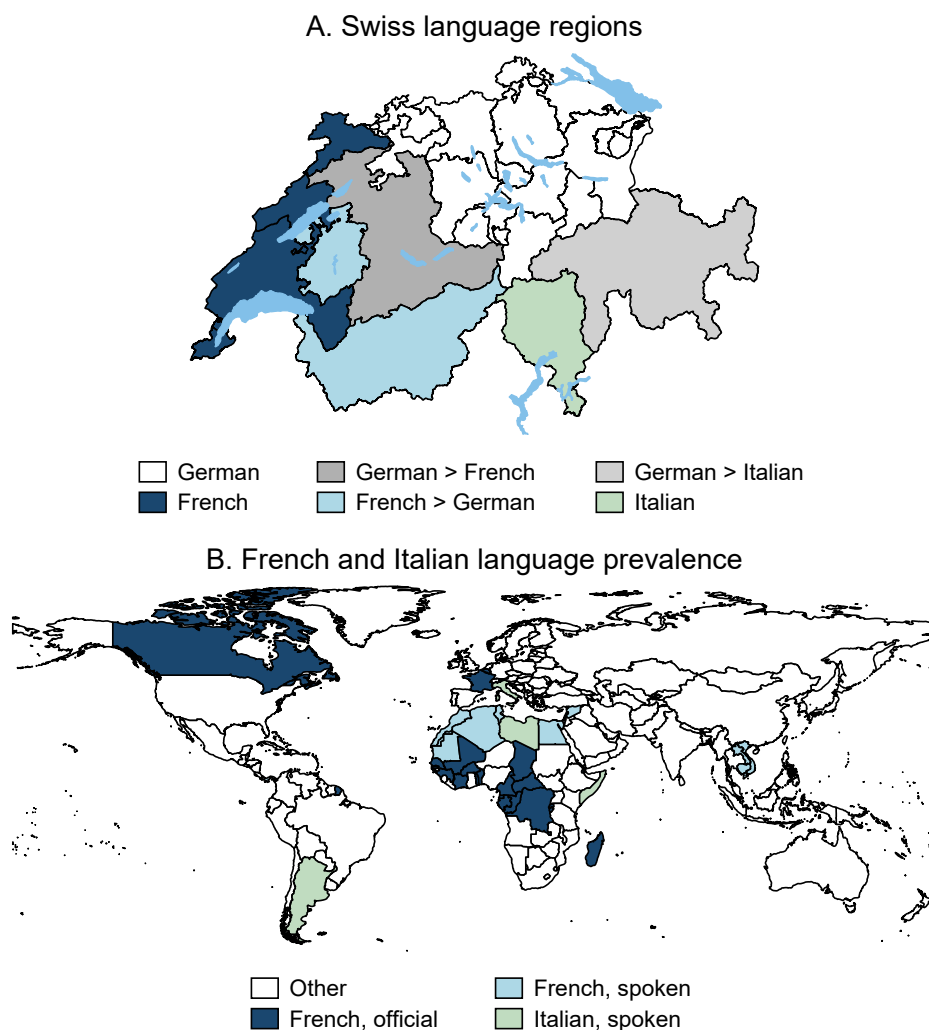 A. Swiss language regions
German
German > French
German > Italian
French
French > German
Italian
B. French and Italian language prevalence
Other
French, spoken
French, official
Italian, spoken